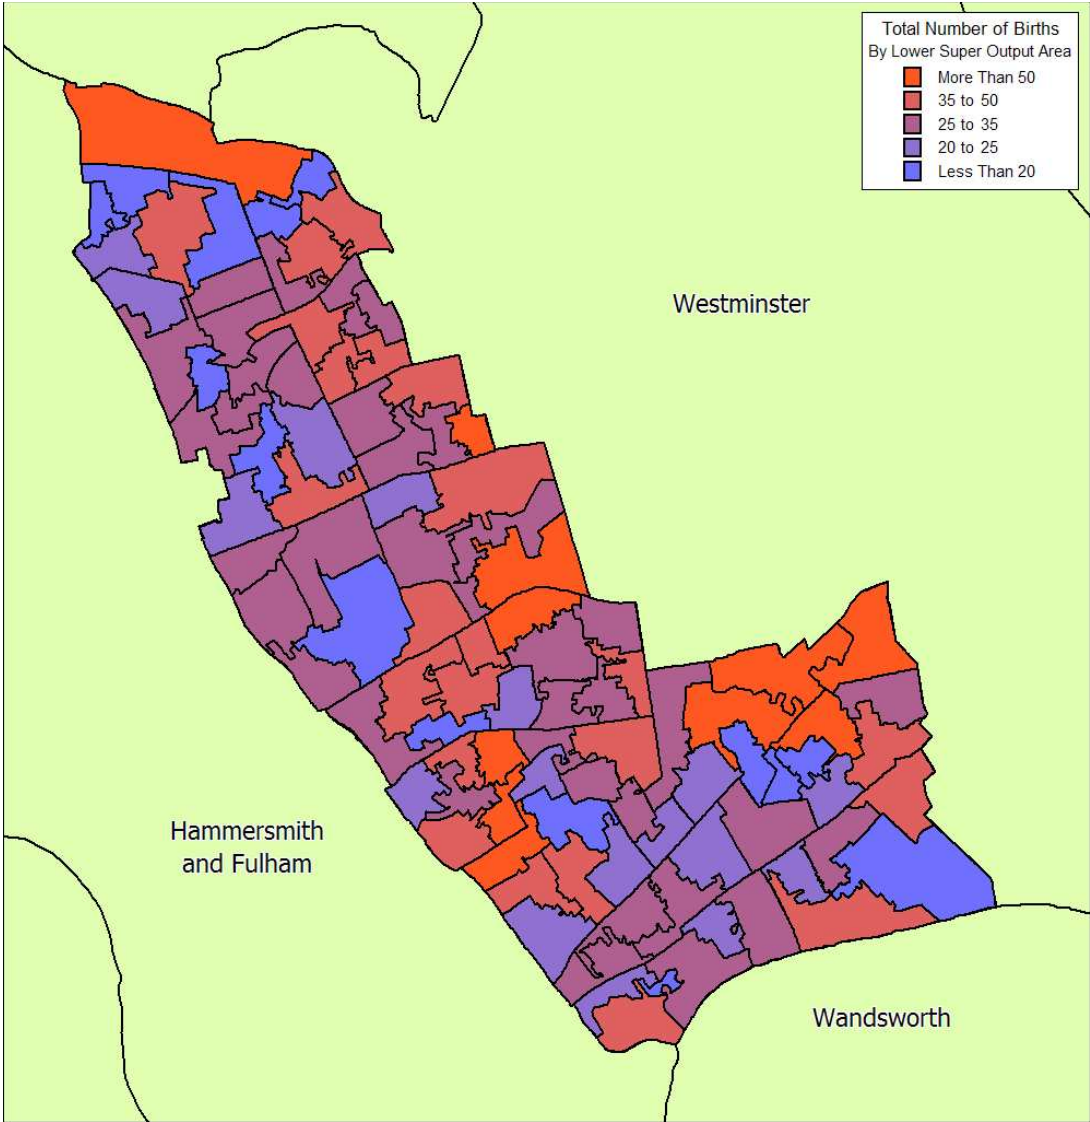 Total Number of Births
By Lower Super Output Area
More Than 50
35 to 50
25 to 35
20 to 25
Less Than 20
Westminster
Hammersmith
and Fulham
Wandsworth